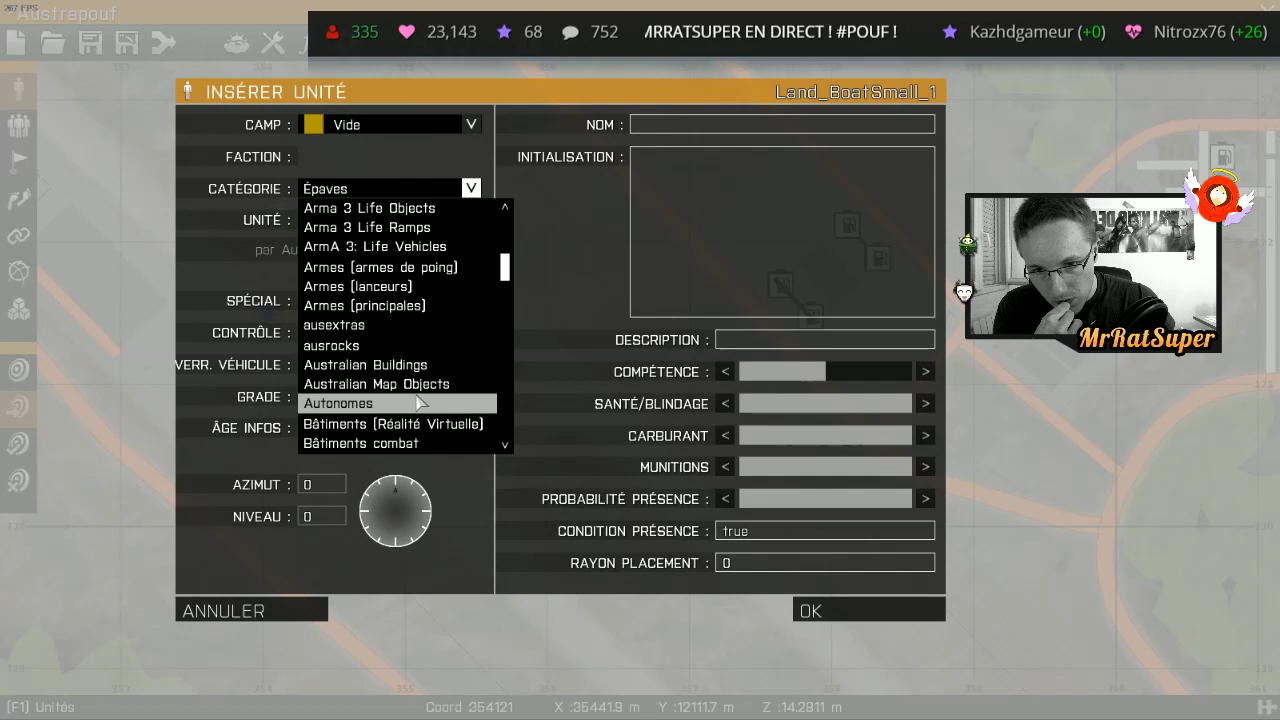 Austrapouf
335
23,143
68
752
MRRATSUPER EN DIRECT ! #POUF !
Kazhdgameur (+0)
Nitrozx76 (+26)
INSÉRER UNITÉ
Land_BoatSmall_1
CAMP :
Vide
V
FACTION :
CATÉGORIE :
Épaves
V
UNITÉ :
par Au
SPÉCIAL :
CONTRÔLE :
VERR. VÉHICULE :
GRADE :
ÂGE INFOS :
Arma 3 Life Objects
Arma 3 Life Ramps
ArmA 3: Life Vehicles
Armes (armes de poing)
Armes (lanceurs)
Armes (principales)
ausextras
ausrocks
Australian Buildings
Australian Map Objects
Autonomes
Bâtiments (Réalité Virtuelle)
Bâtiments combat
AZIMUT :
0
NIVEAU :
0
NOM :
INITIALISATION :
DESCRIPTION :
COMPÉTENCE : < >
SANTÉ/BLINDAGE < >
CARBURANT < >
MUNITIONS < >
PROBABILITÉ PRÉSENCE : < >
CONDITION PRÉSENCE :
true
RAYON PLACEMENT :
0
ANNULER
OK
MrRatSuper
(F1) Unités
Coord 354121
X :35441.9 m
Y :12111.7 m
Z :14.2811 m